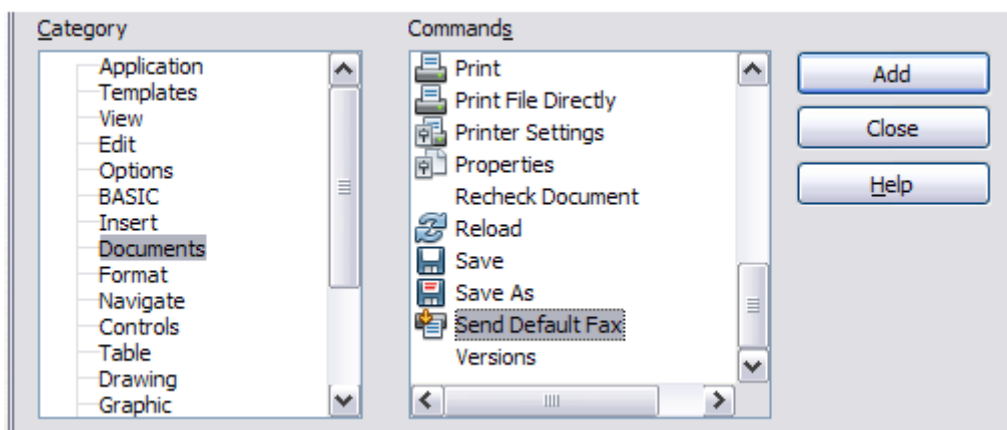 Category
Application
Templates
View
Edit
Options
BASIC
Insert
Documents
Format
Navigate
Controls
Table
Drawing
Graphic
Commands
Print
Print File Directly
Printer Settings
Properties
Recheck Document
Reload
Save
Save As
Send Default Fax
Versions
Add
Close
Help